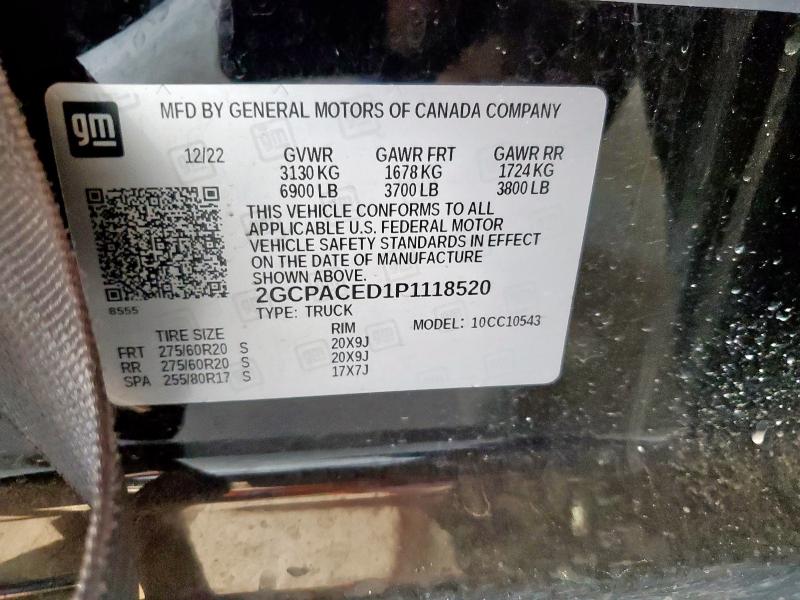 gm
MFD BY GENERAL MOTORS OF CANADA COMPANY
12/22 GVWR GAWR FRT GAWR RR
3130 KG 1678 KG 1724 KG
6900 LB 3700 LB 3800 LB
THIS VEHICLE CONFORMS TO ALL
APPLICABLE U.S. FEDERAL MOTOR
VEHICLE SAFETY STANDARDS IN EFFECT
ON THE DATE OF MANUFACTURE
SHOWN ABOVE.
2GCPACED1P1118520
8555
TYPE: TRUCK
TIRE SIZE RIM MODEL: 10CC10543
FRT 275/60R20 S 20X9J
RR 275/60R20 S 20X9J
SPA 255/80R17 S 17X7J